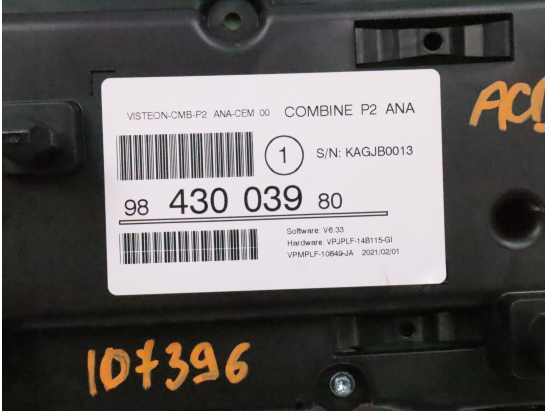 VISTEON-CMB-P2 ANA-CEM 00 COMBINE P2 ANA
1 S/N: KAGJB0013
98 430 039 80
Software: V6.33
Hardware: VPJPLF-14B115-GI
VPMPLF-10849-JA 2021/02/01
107396